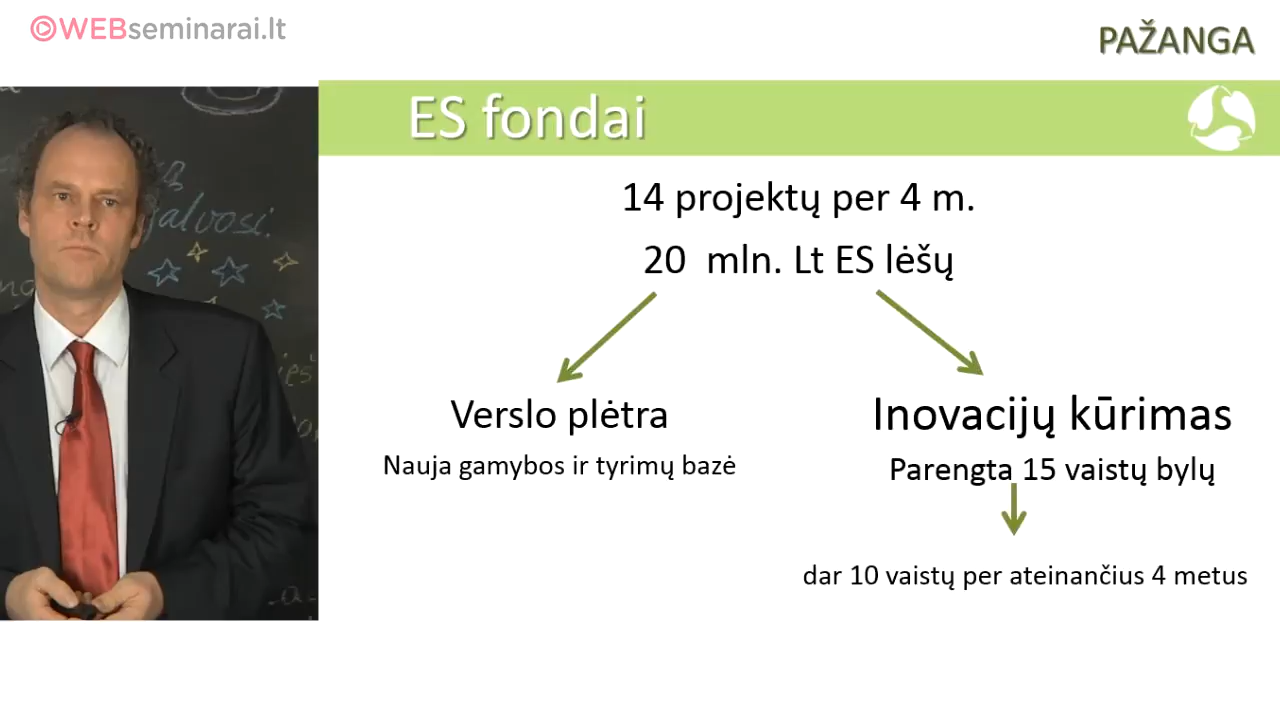 WEBseminarai.lt
PAŽANGA
ES fondai
14 projektų per 4 m.
20 mln. Lt ES lėšų
Verslo plėtra
Inovacijų kūrimas
Nauja gamybos ir tyrimų bazė
Parengta 15 vaistų bylų
dar 10 vaistų per ateinančius 4 metus